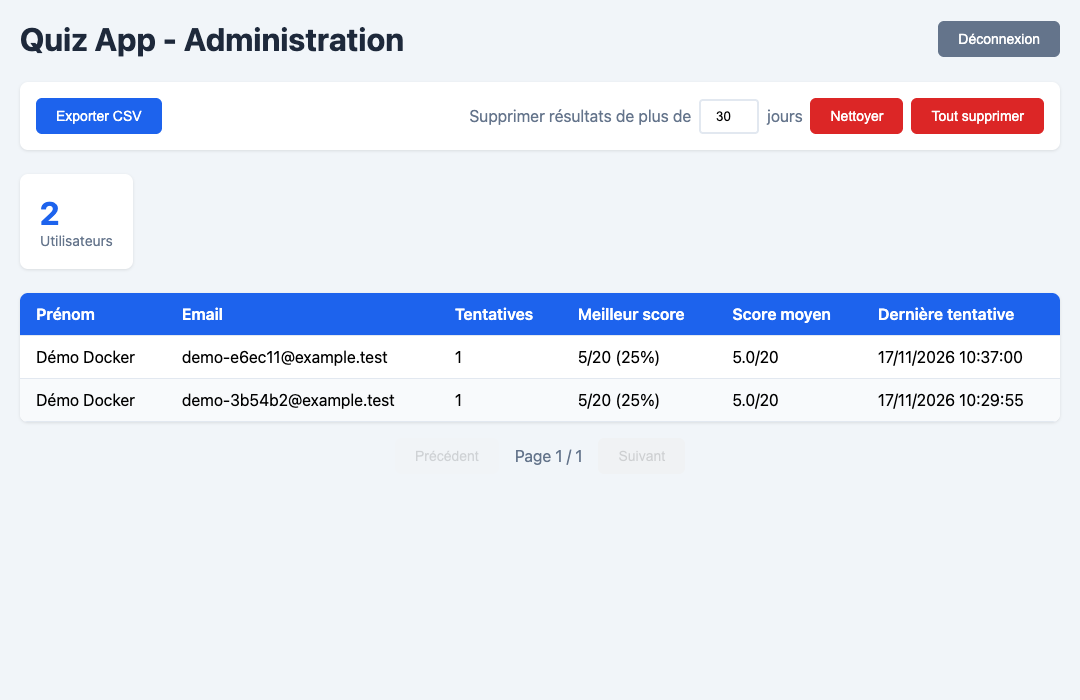 Quiz App - Administration
Déconnexion
Exporter CSV
Supprimer résultats de plus de 30 jours Nettoyer Tout supprimer
2
Utilisateurs
Prénom Email Tentatives Meilleur score Score moyen Dernière tentative
Démo Docker demo-e6ec11@example.test 1 5/20 (25%) 5.0/20 17/11/2026 10:37:00
Démo Docker demo-3b54b2@example.test 1 5/20 (25%) 5.0/20 17/11/2026 10:29:55
Précédent Page 1 / 1 Suivant